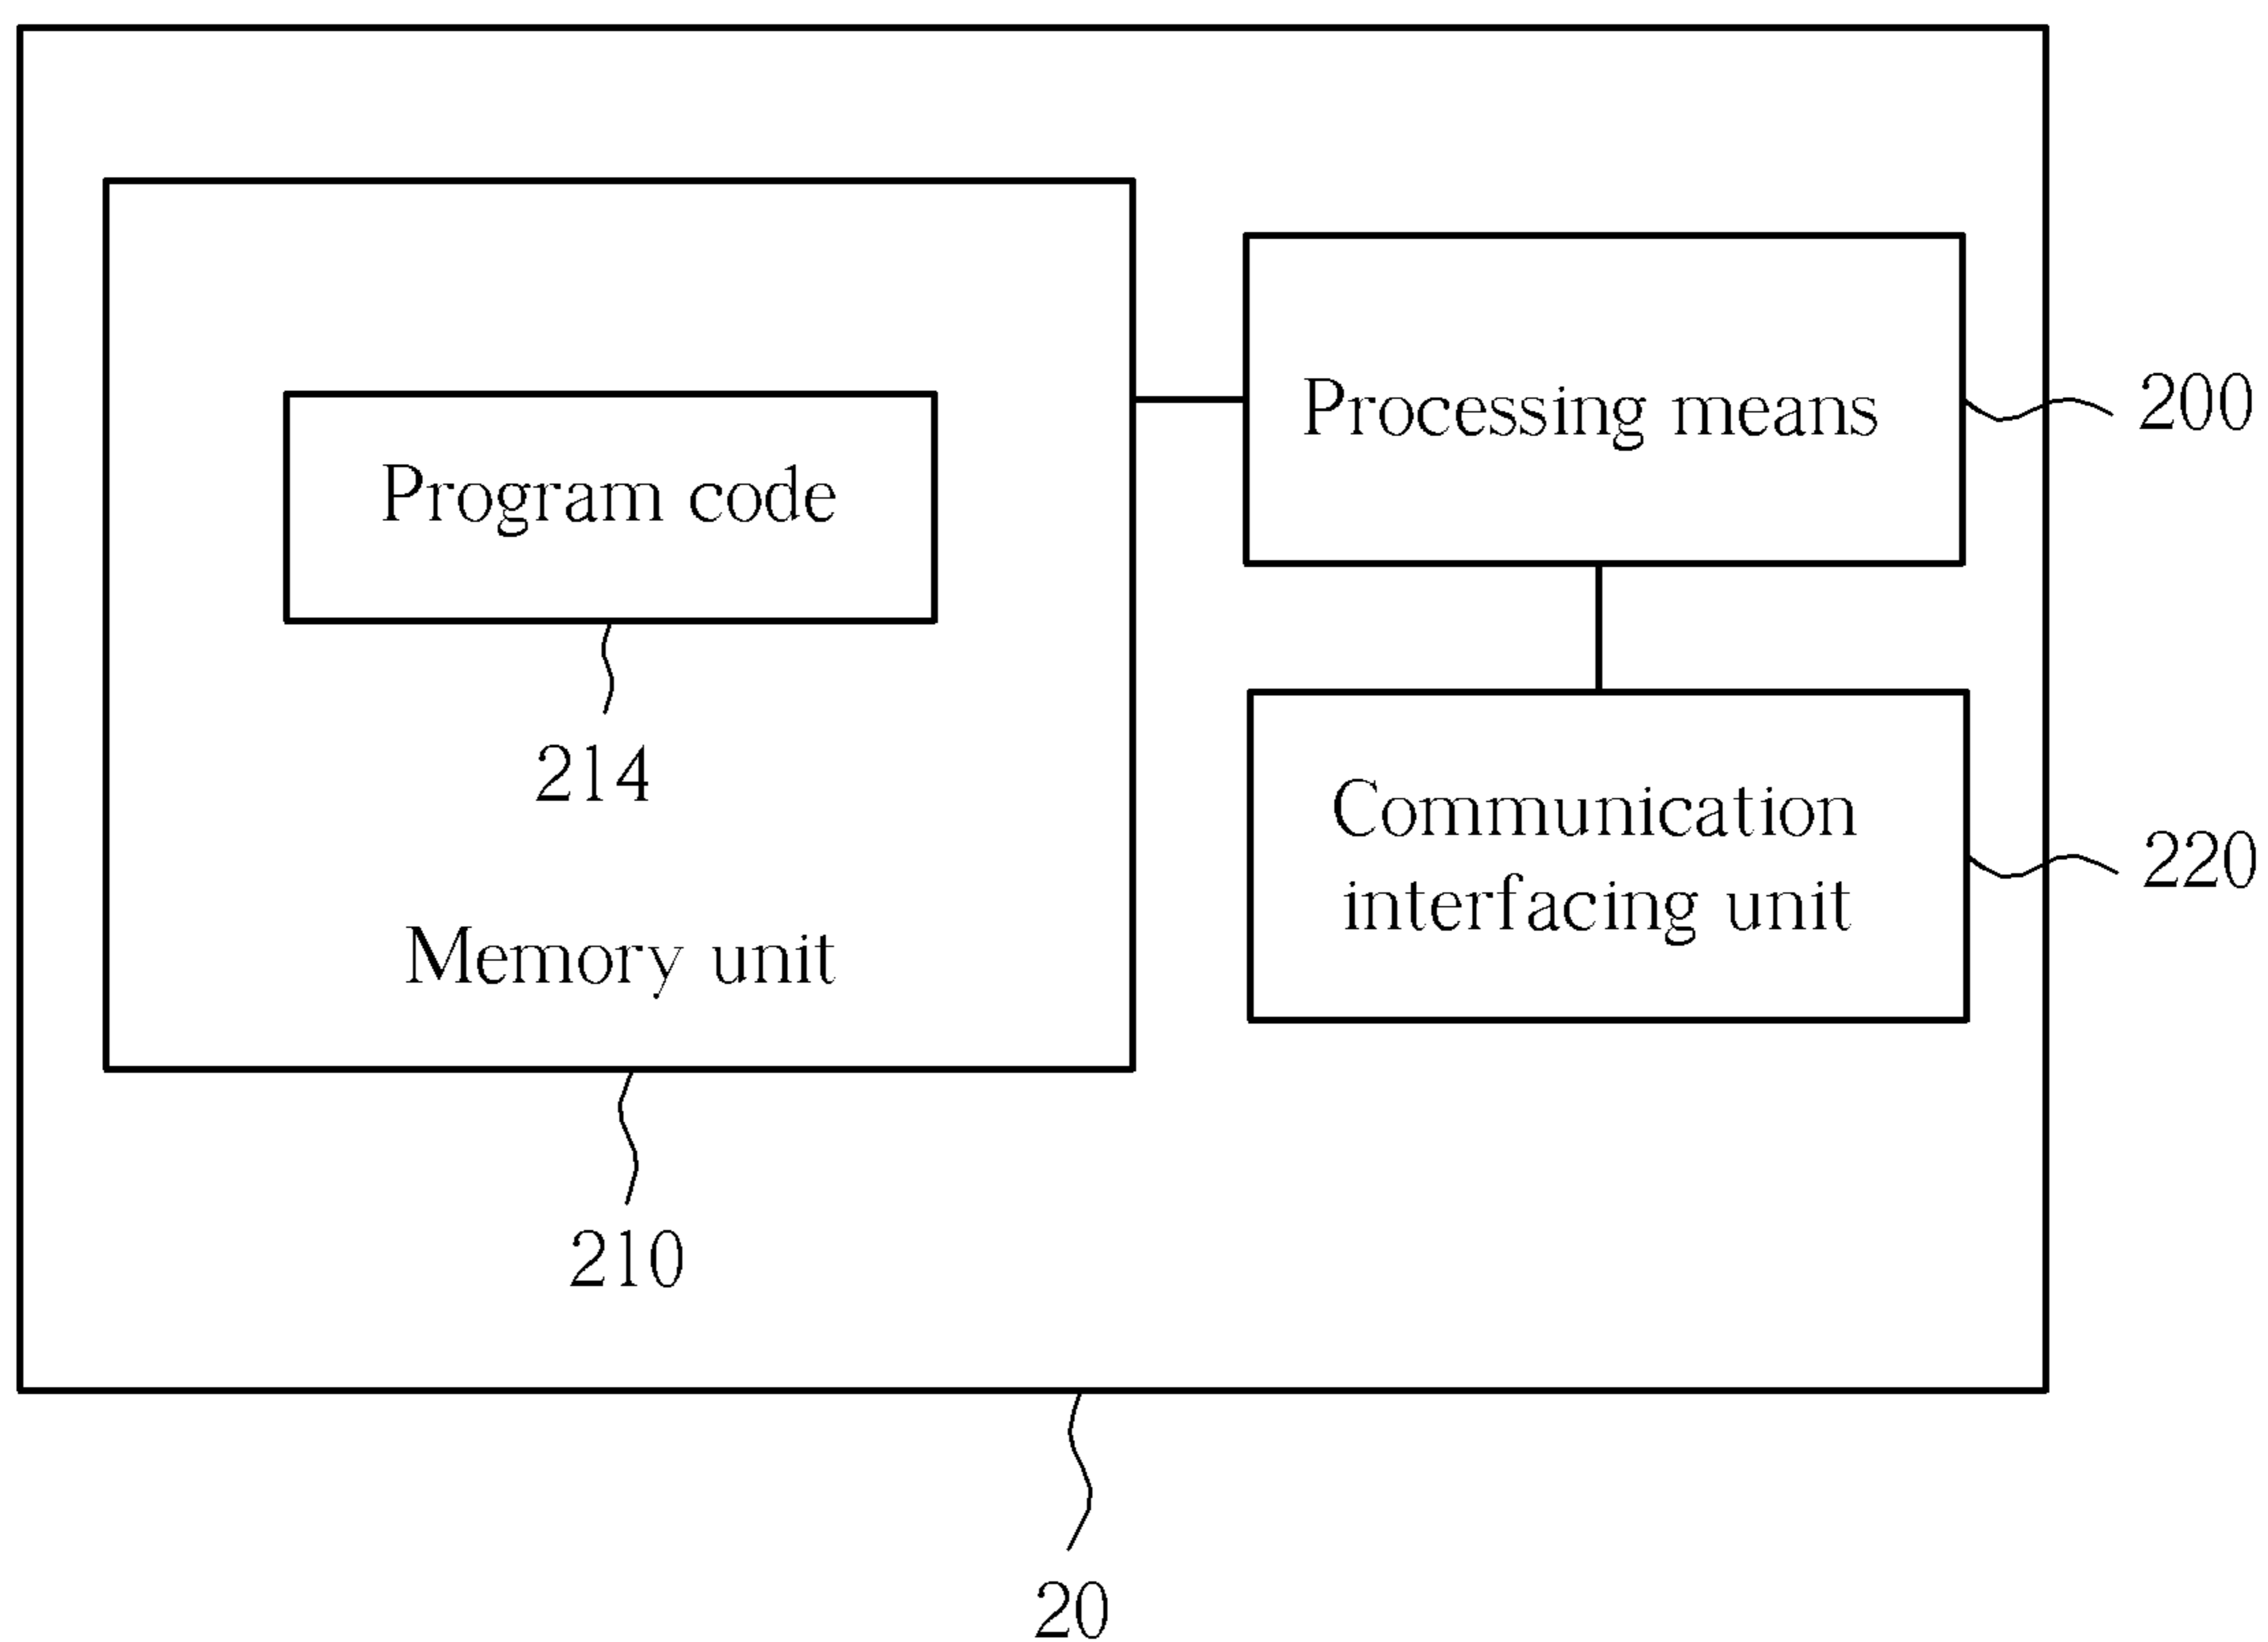 Processing means
200
Program code
214
Communication
interfacing unit
220
Memory unit
210
20